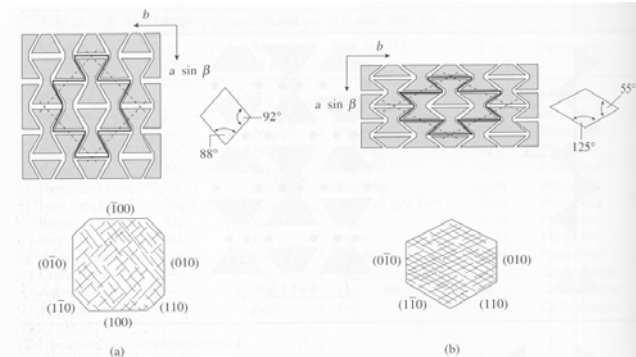 b
a sin β
92°
88°
(1̄00)
(01̄0)
(010)
(11̄0)
(110)
(100)
(a)
b
a sin β
55°
125°
(01̄0)
(010)
(11̄0)
(110)
(b)